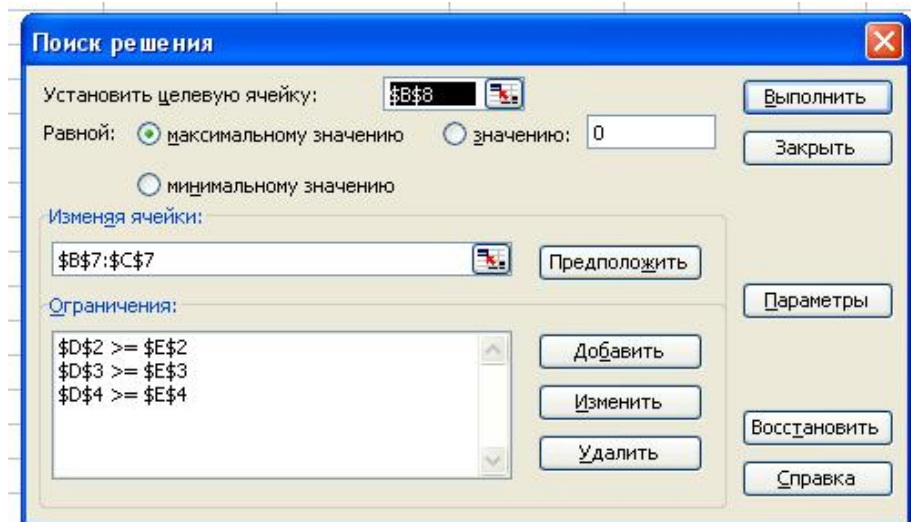 Поиск решения
Установить целевую ячейку: $B$8
Выполнить
Равной: максимальному значению значению: 0
Закрыть
минимальному значению
Изменяя ячейки:
$B$7:$C$7
Предположить
Ограничения:
Параметры
$D$2 >= $E$2
$D$3 >= $E$3
$D$4 >= $E$4
Добавить
Изменить
Удалить
Восстановить
Справка